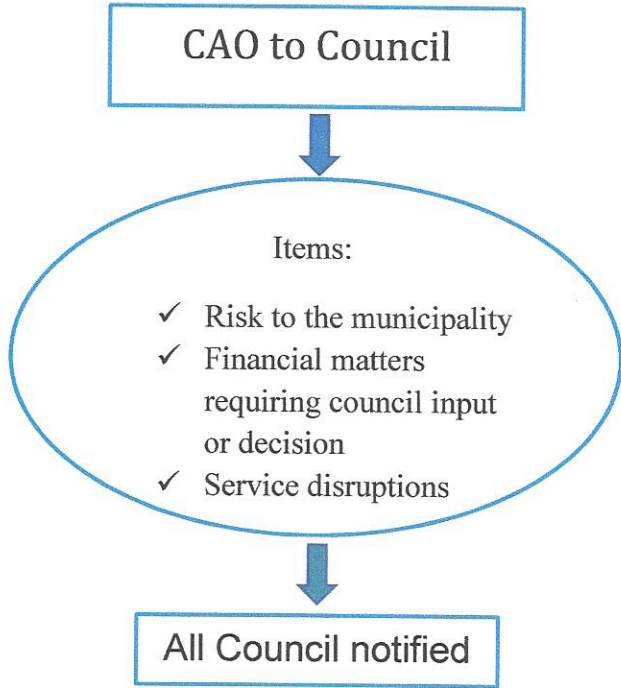 CAO to Council
Items:
✓ Risk to the municipality
✓ Financial matters
requiring council input
or decision
✓ Service disruptions
All Council notified